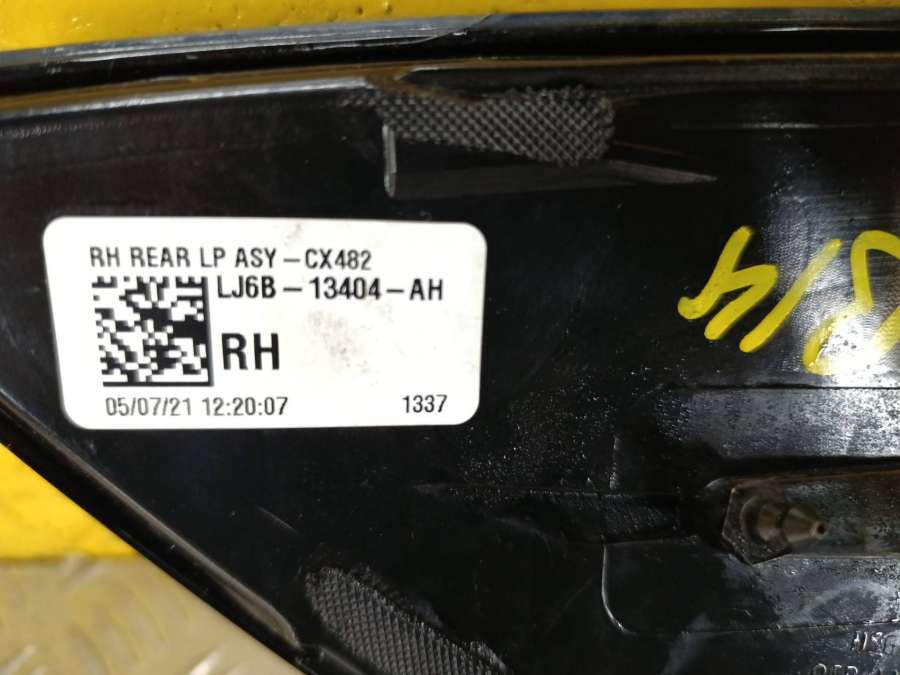 RH REAR LP ASY-CX482
LJ6B-13404-AH
RH
05/07/21 12:20:07 1337